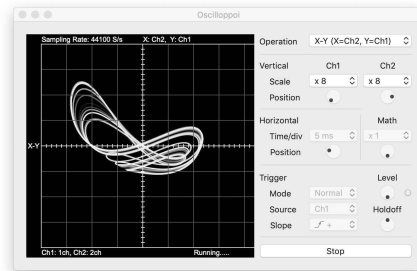 Oscilloppoi
Sampling Rate: 44100 S/s X: Ch2, Y: Ch1
X-Y
Ch1: 1ch, Ch2: 2ch Running.....
Operation X-Y (X=Ch2, Y=Ch1)
Vertical Ch1 Ch2
Scale x 8 x 8
Position
Horizontal Math
Time/div 5 ms x 1
Position
Trigger Level
Mode Normal
Source Ch1 Holdoff
Slope +
Stop